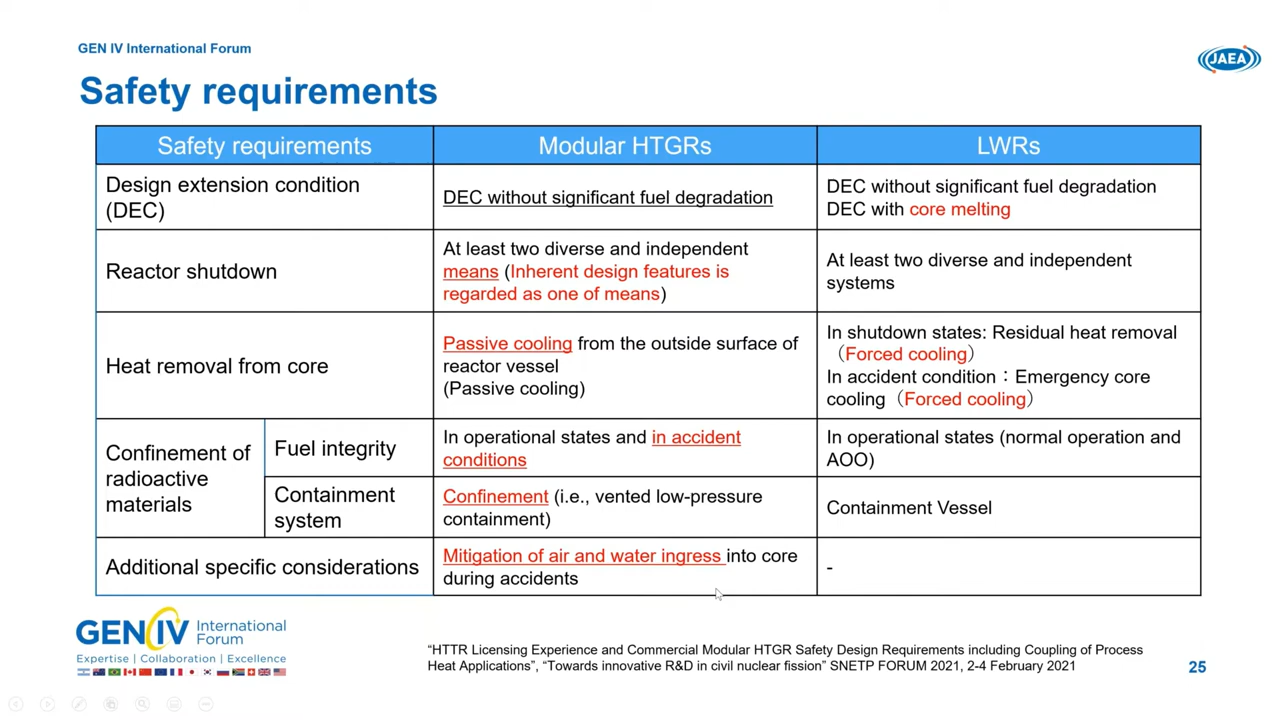 GEN IV International Forum
JAEA
Safety requirements
Safety requirements
Modular HTGRs
LWRs
Design extension condition
(DEC)
DEC without significant fuel degradation
DEC without significant fuel degradation
DEC with core melting
Reactor shutdown
At least two diverse and independent
means (Inherent design features is
regarded as one of means)
At least two diverse and independent
systems
Heat removal from core
Passive cooling from the outside surface of
reactor vessel
(Passive cooling)
In shutdown states: Residual heat removal
（Forced cooling）
In accident condition：Emergency core
cooling（Forced cooling）
Confinement of
radioactive
materials
Fuel integrity
In operational states and in accident
conditions
In operational states (normal operation and
AOO)
Containment
system
Confinement (i.e., vented low-pressure
containment)
Containment Vessel
Additional specific considerations
Mitigation of air and water ingress into core
during accidents
-
GEN IV International
Forum
Expertise | Collaboration | Excellence
“HTTR Licensing Experience and Commercial Modular HTGR Safety Design Requirements including Coupling of Process
Heat Applications”, “Towards innovative R&D in civil nuclear fission” SNETP FORUM 2021, 2-4 February 2021
25